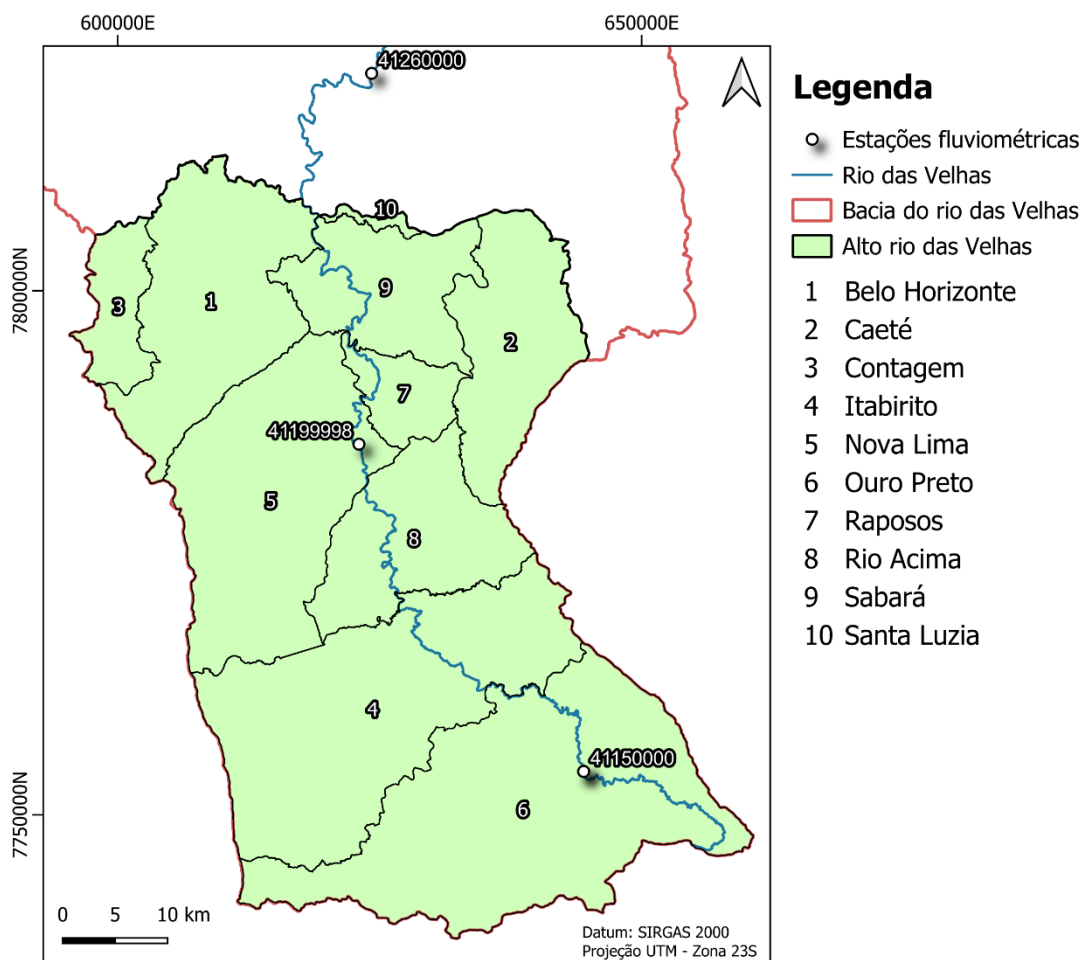 600000E
650000E
41260000
10
7800000N
3
1
9
2
7
41199998
5
8
4
41150000
7750000N
6
0 5 10 km
Datum: SIRGAS 2000
Projeção UTM - Zona 23S
Legenda
Estações fluviométricas
Rio das Velhas
Bacia do rio das Velhas
Alto rio das Velhas
1 Belo Horizonte
2 Caeté
3 Contagem
4 Itabirito
5 Nova Lima
6 Ouro Preto
7 Raposos
8 Rio Acima
9 Sabará
10 Santa Luzia